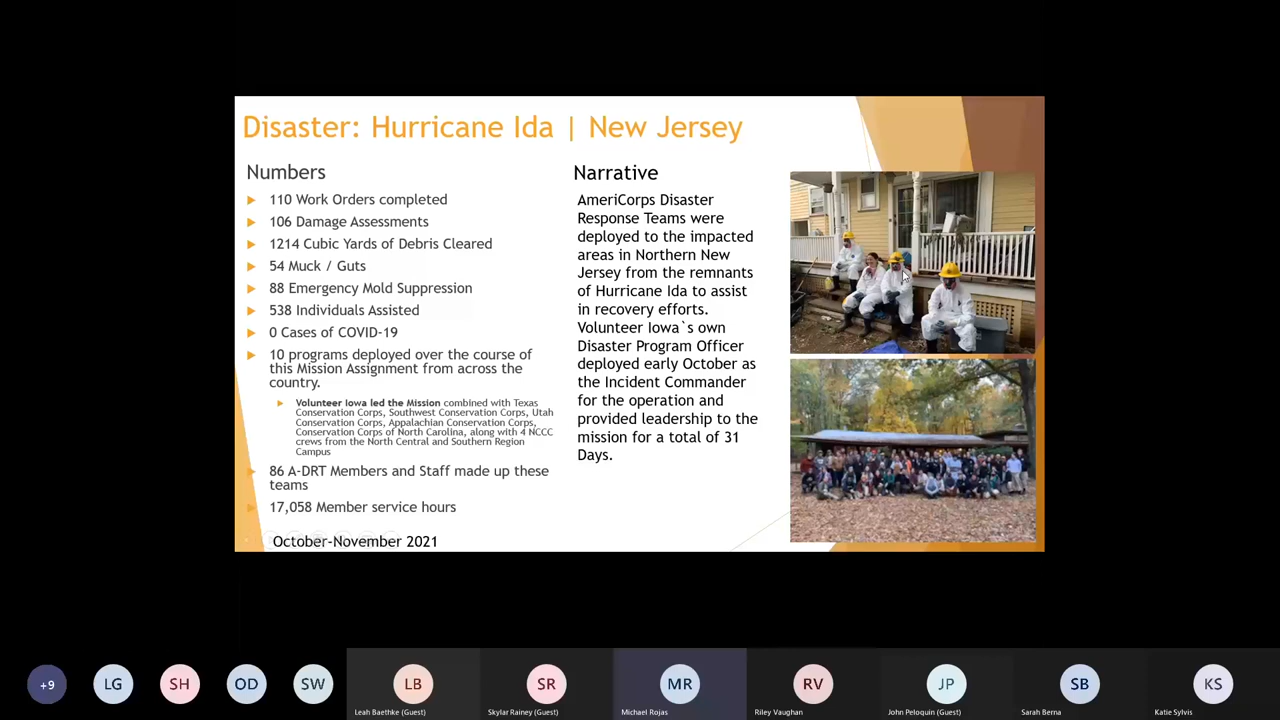 Disaster: Hurricane Ida | New Jersey
Numbers
110 Work Orders completed
106 Damage Assessments
1214 Cubic Yards of Debris Cleared
54 Muck / Guts
88 Emergency Mold Suppression
538 Individuals Assisted
0 Cases of COVID-19
10 programs deployed over the course of
this Mission Assignment from across the
country.
Volunteer Iowa led the Mission combined with Texas
Conservation Corps, Southwest Conservation Corps, Utah
Conservation Corps, Appalachian Conservation Corps,
Conservation Corps of North Carolina, along with 4 NCCC
crews from the North Central and Southern Region
Campus
86 A-DRT Members and Staff made up these
teams
17,058 Member service hours
October-November 2021
Narrative
AmeriCorps Disaster
Response Teams were
deployed to the impacted
areas in Northern New
Jersey from the remnants
of Hurricane Ida to assist
in recovery efforts.
Volunteer Iowa`s own
Disaster Program Officer
deployed early October as
the Incident Commander
for the operation and
provided leadership to the
mission for a total of 31
Days.
+9
LG
SH
OD
SW
LB
SR
MR
RV
JP
SB
KS
Leah Baethke (Guest)
Skylar Rainey (Guest)
Michael Rojas
Riley Vaughan
John Peloquin (Guest)
Sarah Berna
Katie Sylvis